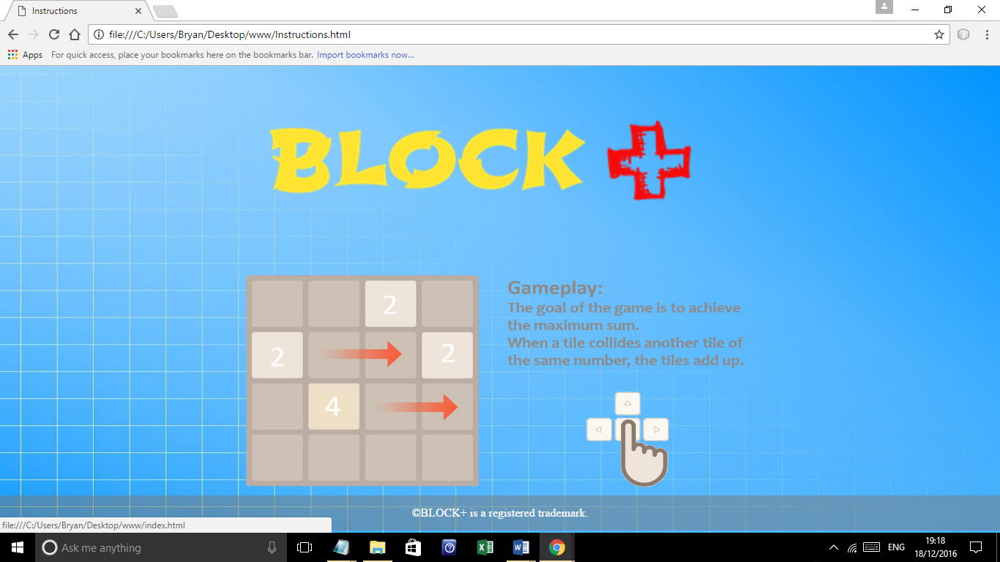 Instructions
file:///C:/Users/Bryan/Desktop/www/Instructions.html
Apps For quick access, place your bookmarks here on the bookmarks bar. Import bookmarks now...
BLOCK +
2
2 2
4
Gameplay:
The goal of the game is to achieve
the maximum sum.
When a tile collides another tile of
the same number, the tiles add up.
©BLOCK+ is a registered trademark.
file:///C:/Users/Bryan/Desktop/www/index.html
Ask me anything
ENG
19:18
18/12/2016